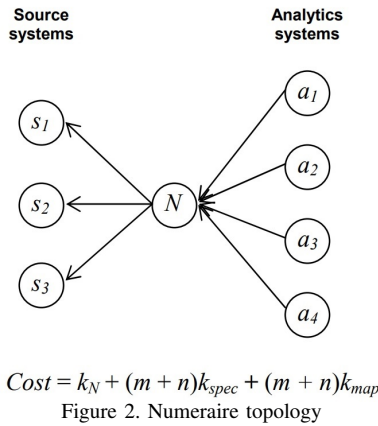 Source systems
Analytics systems
s1
s2
s3
N
a1
a2
a3
a4
Cost = kN + (m + n)kspec + (m + n)kmap
Figure 2. Numeraire topology